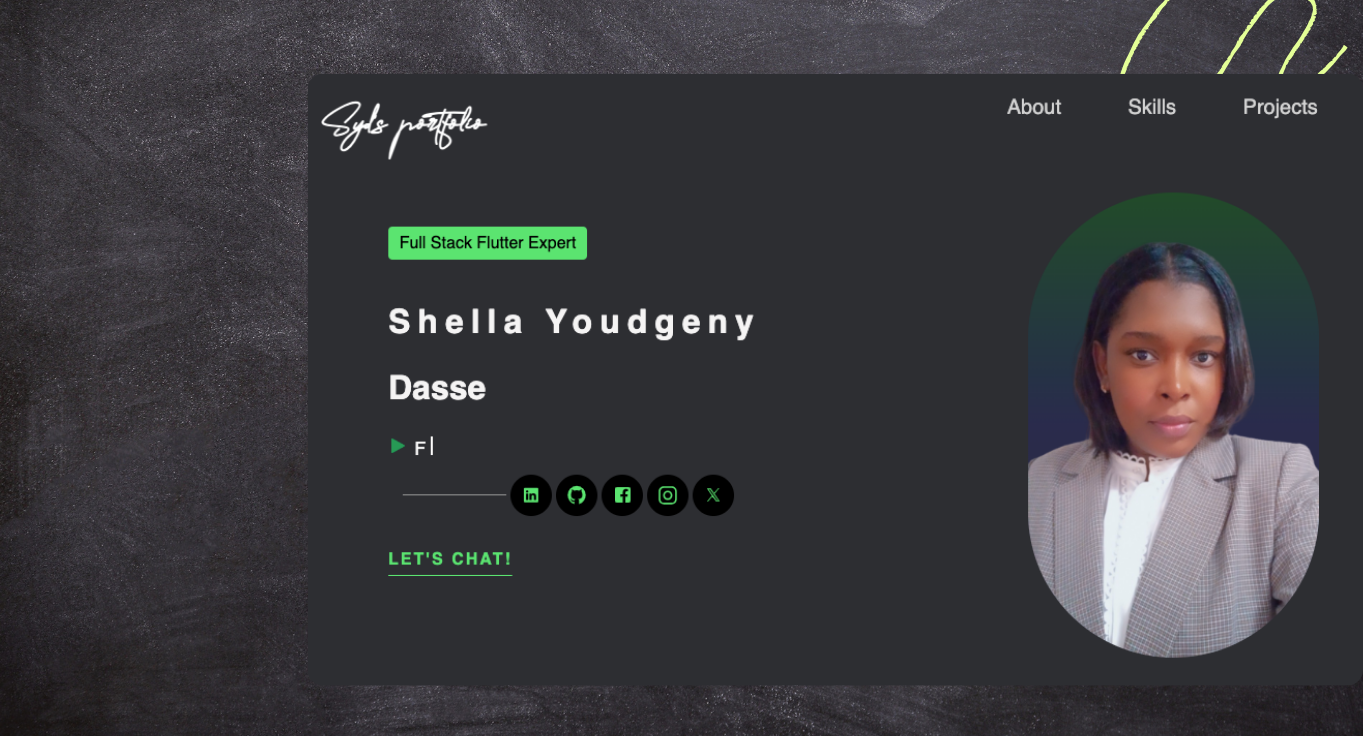 Syds portfolio
About Skills Projects
Full Stack Flutter Expert
Shella Youdgeny
Dasse
F
LET'S CHAT!